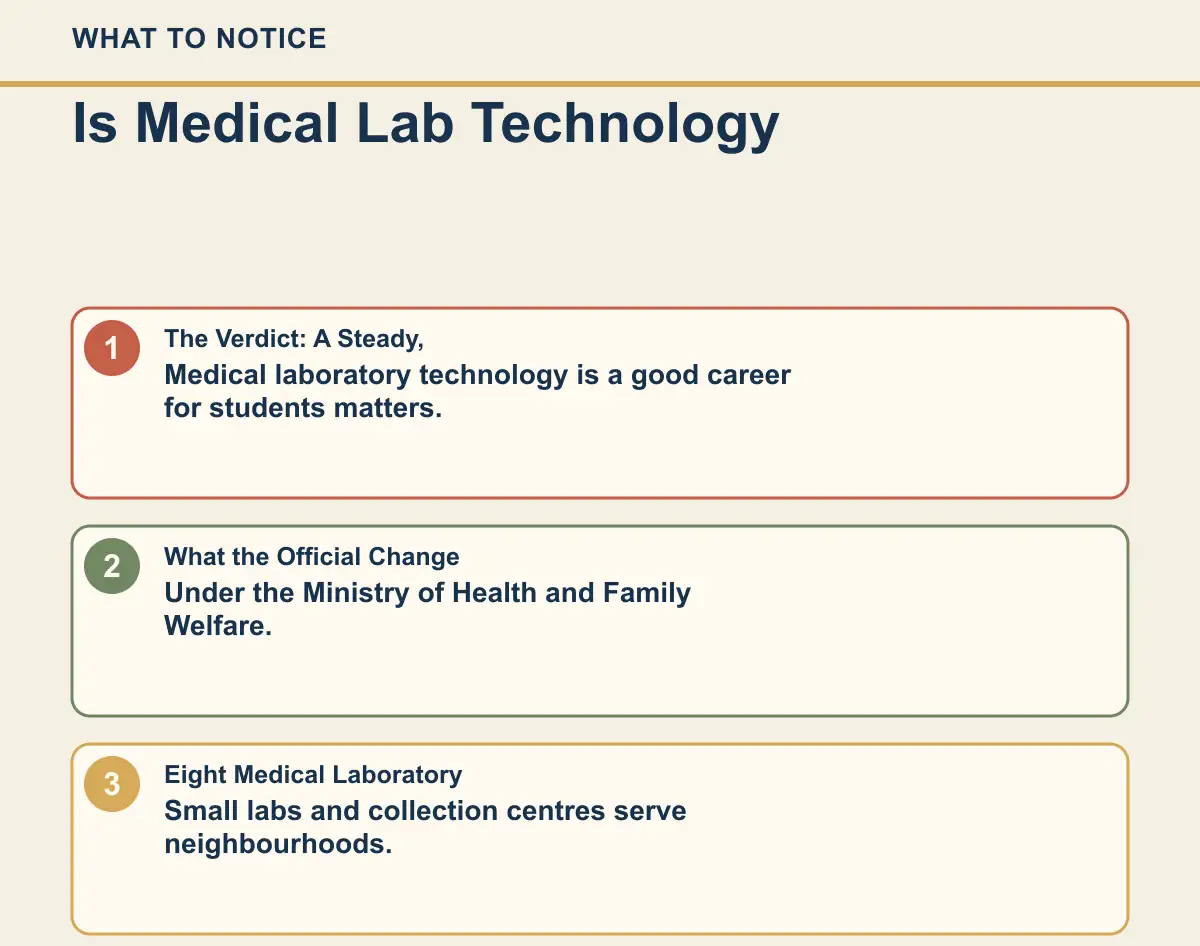 WHAT TO NOTICE
Is Medical Lab Technology
1
The Verdict: A Steady,
Medical laboratory technology is a good career
for students matters.
2
What the Official Change
Under the Ministry of Health and Family
Welfare.
3
Eight Medical Laboratory
Small labs and collection centres serve
neighbourhoods.